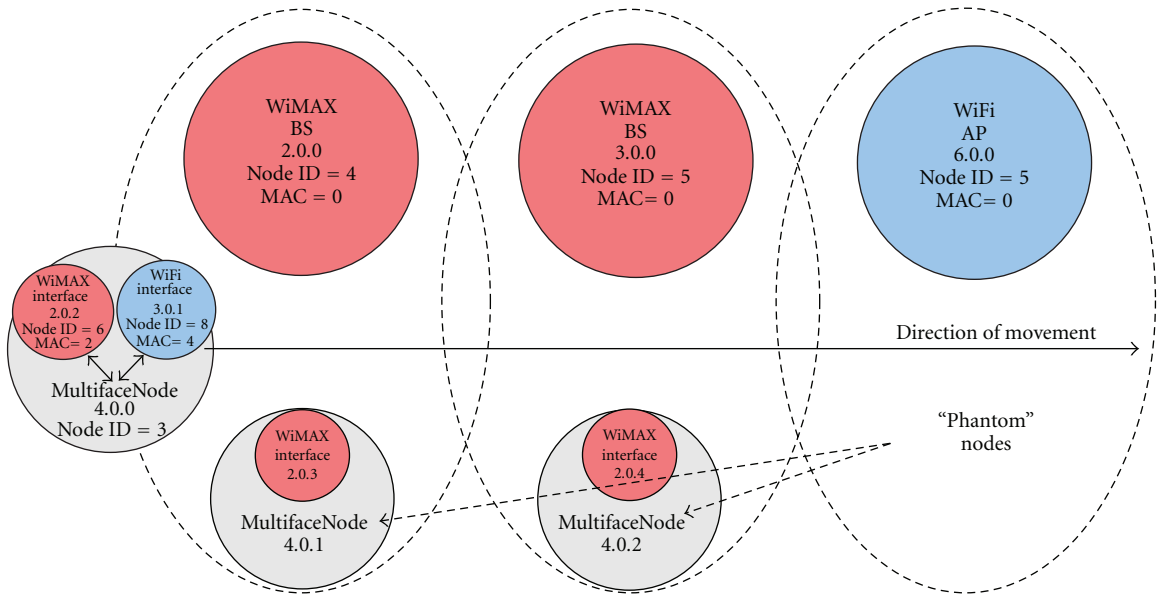 WiMAX
BS
2.0.0
Node ID = 4
MAC = 0
WiMAX
BS
3.0.0
Node ID = 5
MAC= 0
WiFi
AP
6.0.0
Node ID = 5
MAC= 0
WiMAX
interface
2.0.2
Node ID = 6
MAC= 2
WiFi
interface
3.0.1
Node ID = 8
MAC= 4
MultifaceNode
4.0.0
Node ID = 3
Direction of movement
WiMAX
interface
2.0.3
MultifaceNode
4.0.1
WiMAX
interface
2.0.4
MultifaceNode
4.0.2
“Phantom”
nodes